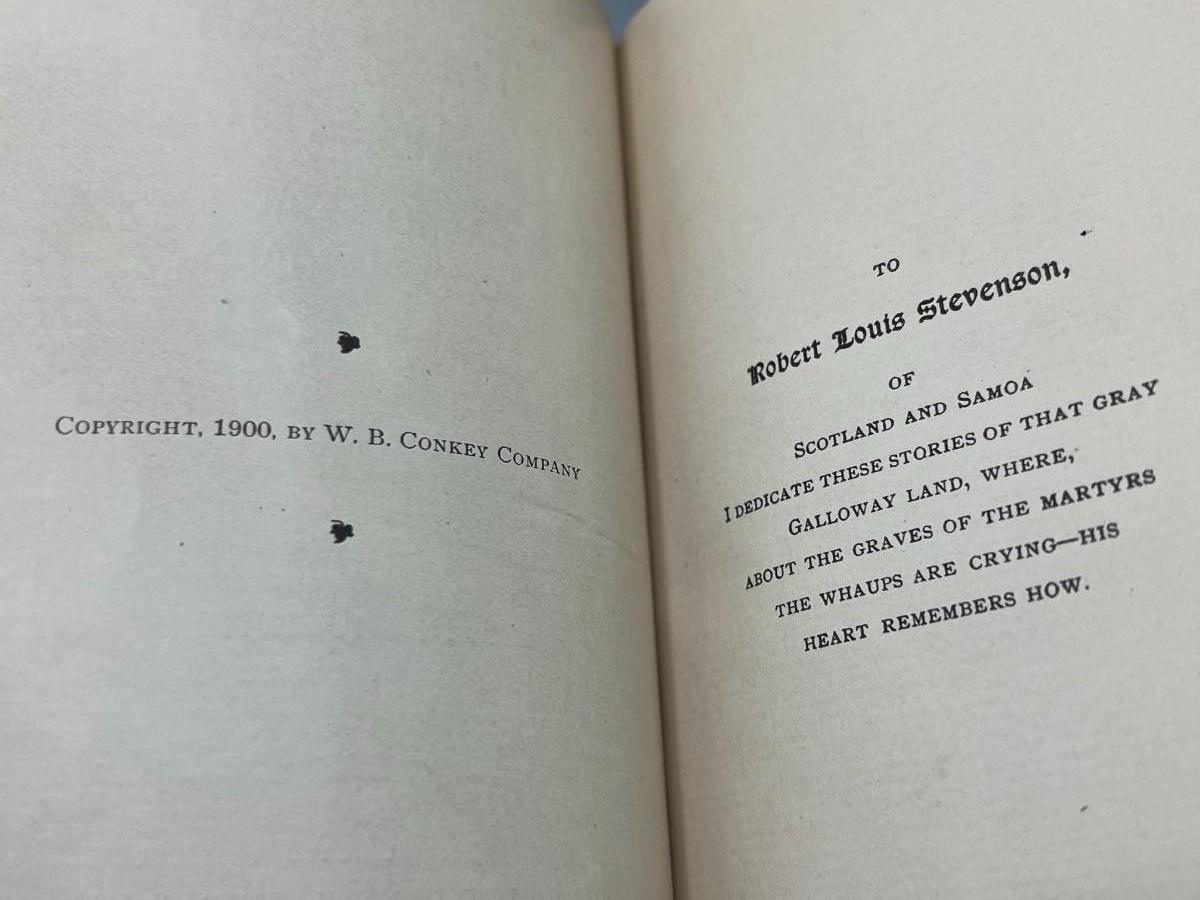 COPYRIGHT, 1900, BY W. B. CONKEY COMPANY
TO
Robert Louis Stevenson,
OF
SCOTLAND AND SAMOA
I DEDICATE THESE STORIES OF THAT GRAY
GALLOWAY LAND, WHERE,
ABOUT THE GRAVES OF THE MARTYRS
THE WHAUPS ARE CRYING—HIS
HEART REMEMBERS HOW.